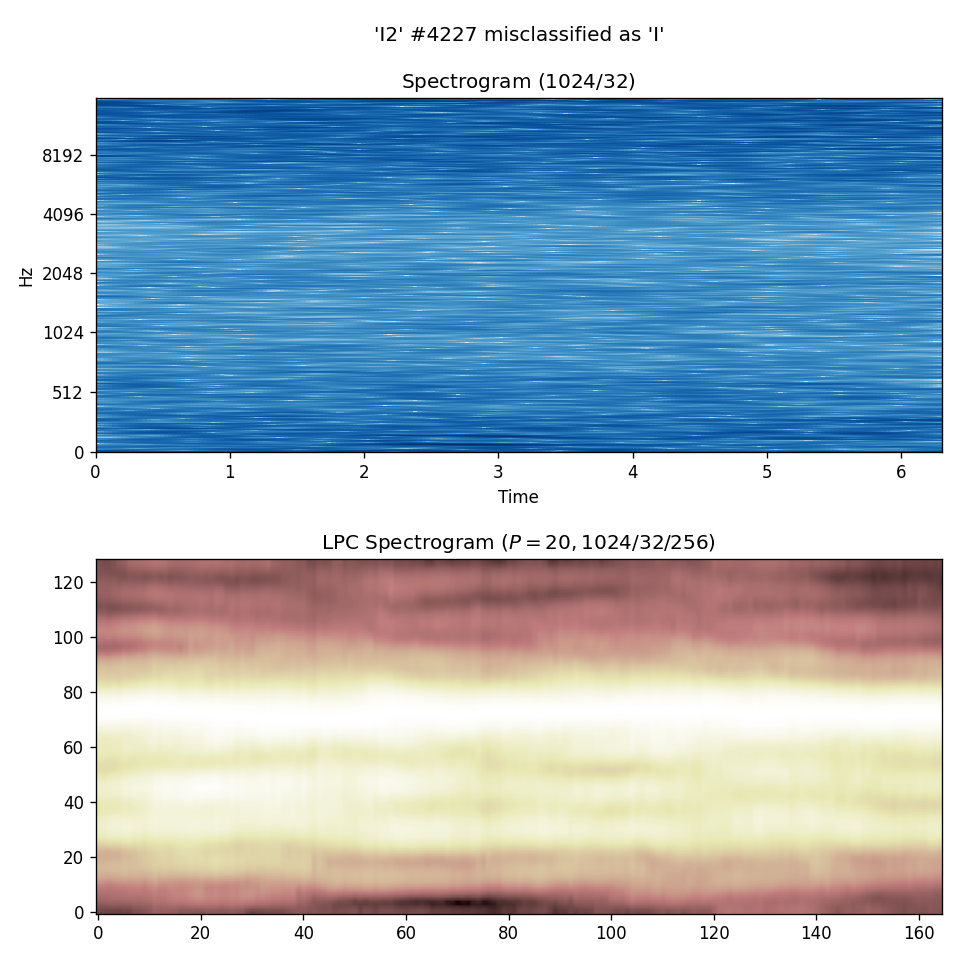 'I2' #4227 misclassified as 'I'
Spectrogram (1024/32)
8192
4096
2048
1024
512
0
Hz
0 1 2 3 4 5 6
Time
LPC Spectrogram (P = 20, 1024/32/256)
120
100
80
60
40
20
0
0 20 40 60 80 100 120 140 160